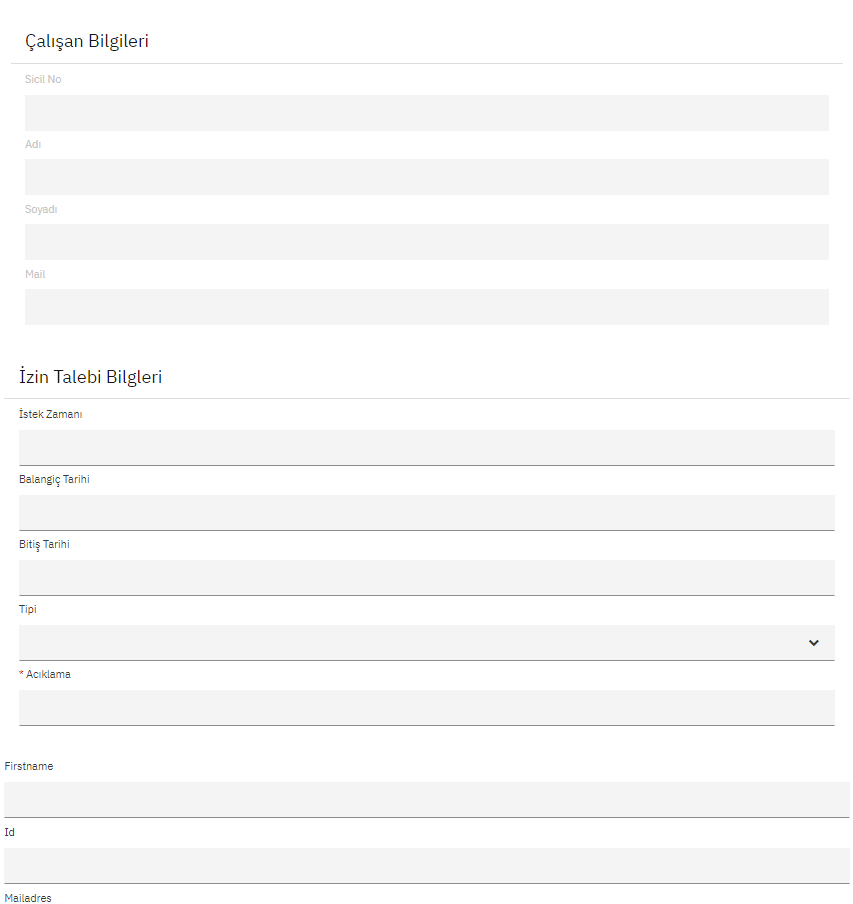 Çalışan Bilgileri
Sicil No
Adı
Soyadı
Mail
İzin Talebi Bilgleri
İstek Zamanı
Balangiç Tarihi
Bitiş Tarihi
Tipi
* Acıklama
Firstname
Id
Mailadres